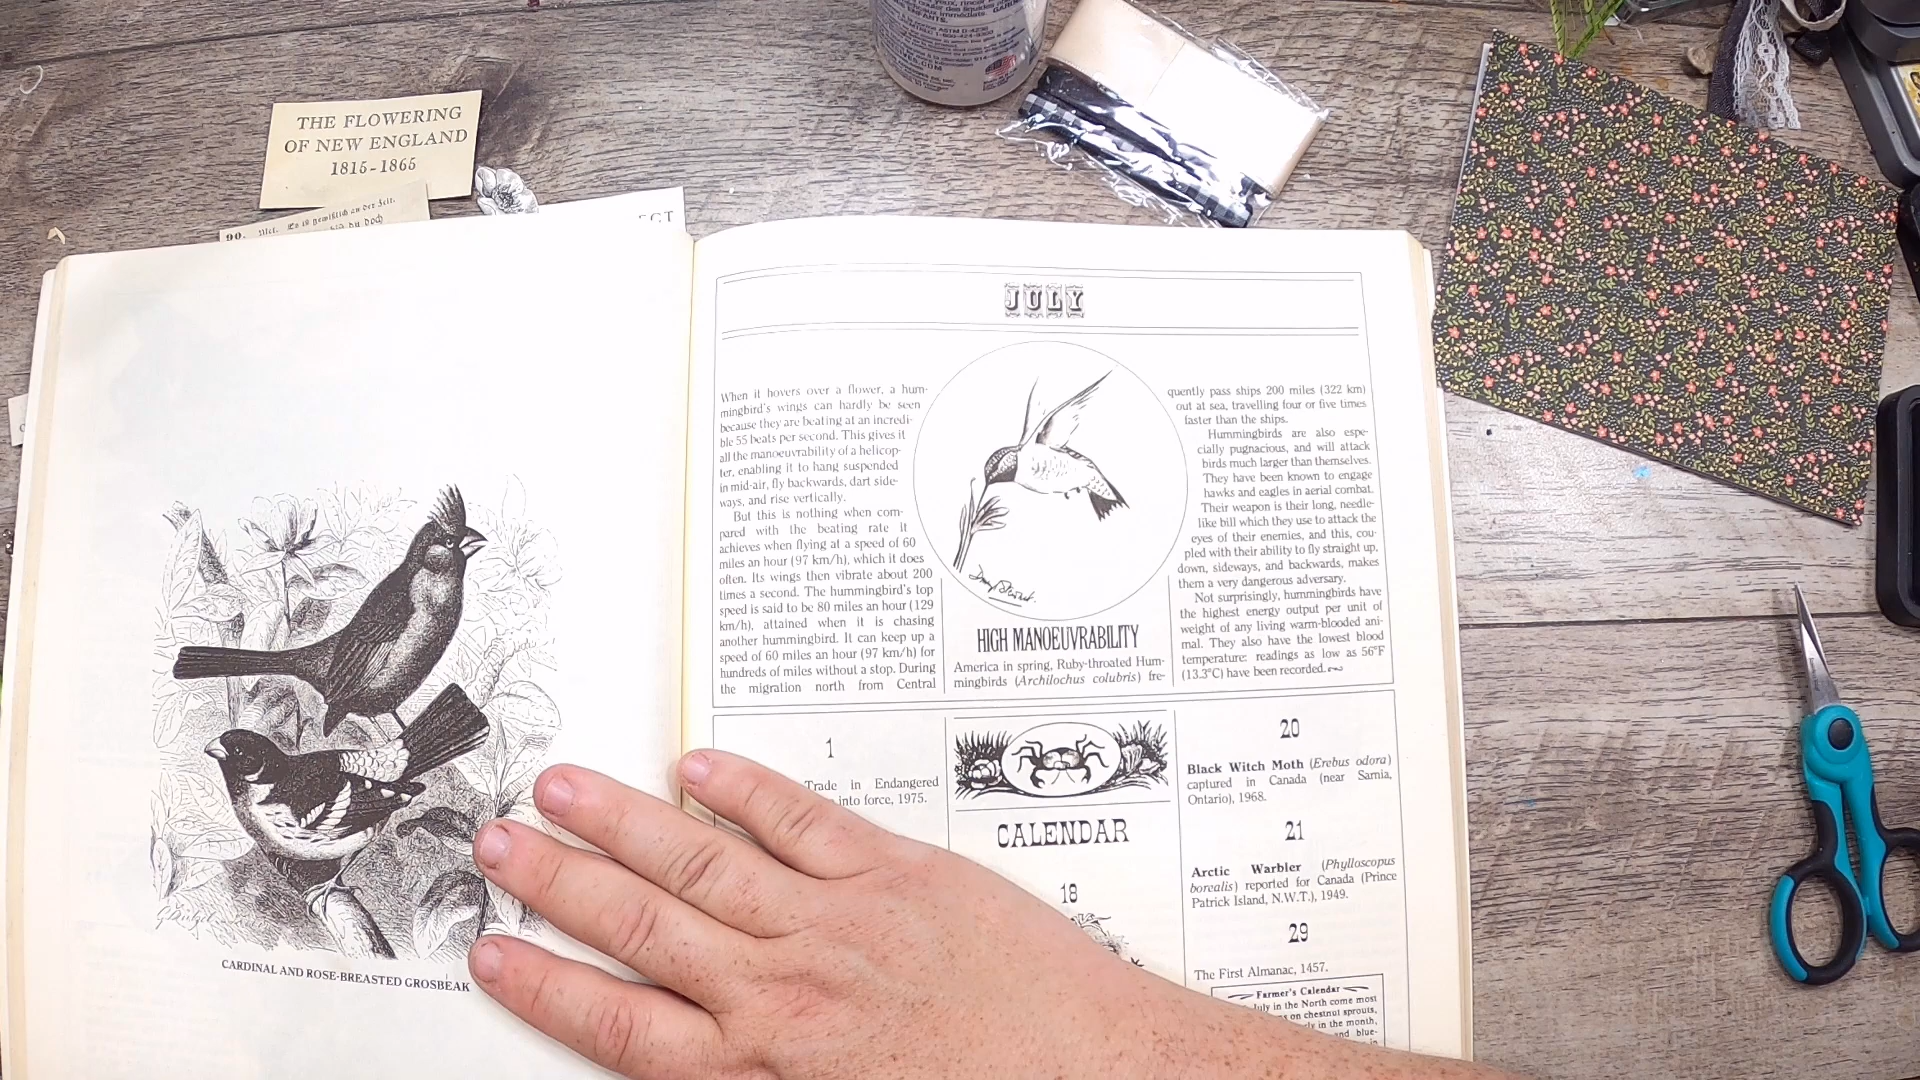 THE FLOWERING
OF NEW ENGLAND
1815-1865
90.
ECT
CARDINAL AND ROSE-BREASTED GROSBEAK
JULY
When it hovers over a flower, a hum-
mingbird's wings can hardly be seen
because they are beating at an incredi-
ble 55 beats per second. This gives it
all the manoeuvrability of a helicop-
ter, enabling it to hang suspended
in mid-air, fly backwards, dart side-
ways, and rise vertically.
But this is nothing when com-
pared with the beating rate it
achieves when flying at a speed of 60
miles an hour (97 km/h), which it does
often. Its wings then vibrate about 200
times a second. The hummingbird's top
speed is said to be 80 miles an hour (129
km/h), attained when it is chasing
another hummingbird. It can keep up a
speed of 60 miles an hour (97 km/h) for
hundreds of miles without a stop. During
the migration north from Central
HIGH MANOEUVRABILITY
America in spring, Ruby-throated Hum-
mingbirds (Archilochus colubris) fre-
quently pass ships 200 miles (322 km)
out at sea, travelling four or five times
faster than the ships.
Hummingbirds are also espe-
cially pugnacious, and will attack
birds much larger than themselves.
They have been known to engage
hawks and eagles in aerial combat.
Their weapon is their long, needle-
like bill which they use to attack the
eyes of their enemies, and this, cou-
pled with their ability to fly straight up,
down, sideways, and backwards, makes
them a very dangerous adversary.
Not surprisingly, hummingbirds have
the highest energy output per unit of
weight of any living warm-blooded ani-
mal. They also have the lowest blood
temperature: readings as low as 56°F
(13.3°C) have been recorded.
1
Trade in Endangered
into force, 1975.
CALENDAR
18
20
Black Witch Moth (Erebus odora)
captured in Canada (near Sarnia,
Ontario), 1968.
21
Arctic Warbler (Phylloscopus
borealis) reported for Canada (Prince
Patrick Island, N.W.T.), 1949.
29
The First Almanac, 1457.
Farmer's Calendar
July in the North come most
on chestnut sprouts,
in the month,
and blue-